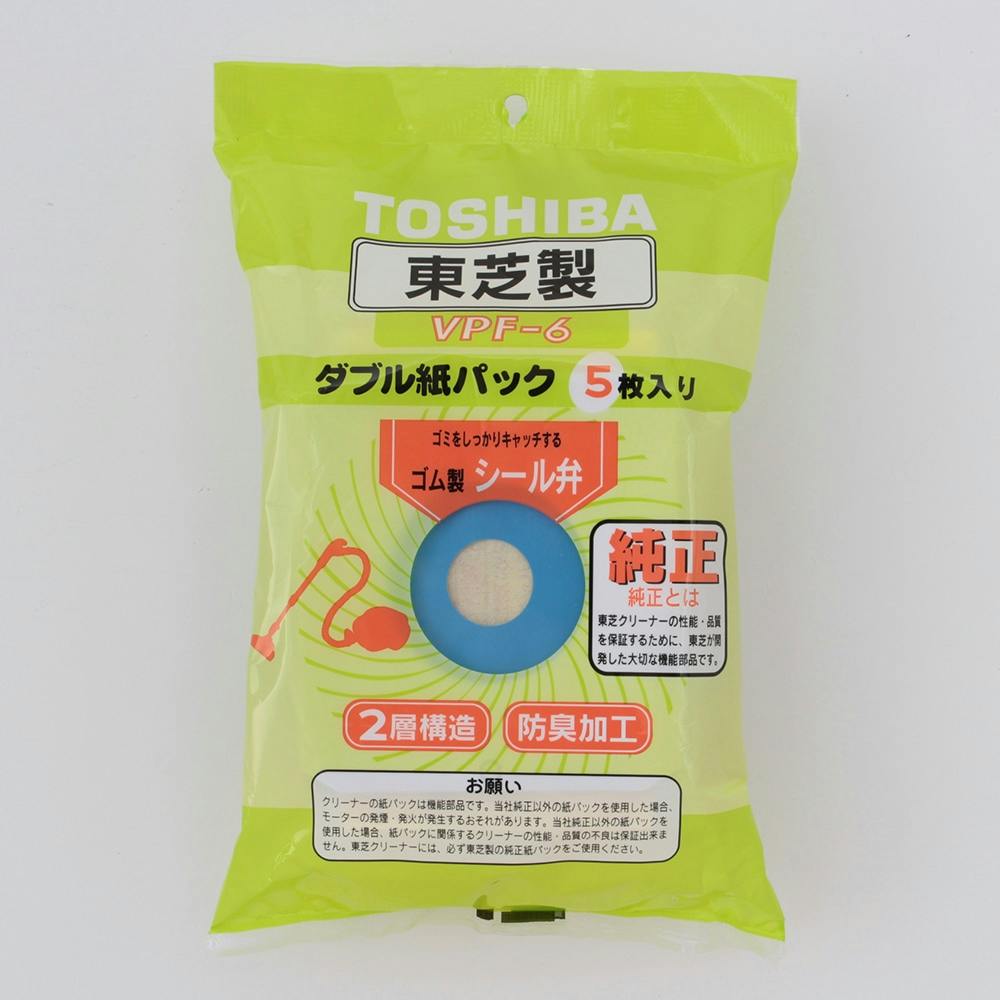 TOSHIBA
東芝製
VPF-6
ダブル紙パック 5枚入り
ゴミをしっかりキャッチする
ゴム製 シール弁
純正
純正とは
東芝クリーナーの性能・品質
を保証するために、東芝が開
発した大切な機能部品です。
2層構造 防臭加工
お願い
クリーナーの紙パックは機能部品です。当社純正以外の紙パックを使用した場合、
モーターの発煙・発火が発生するおそれがあります。当社純正以外の紙パックを
使用した場合、紙パックに関係するクリーナーの性能・品質の不良は保証出来ま
せん。東芝クリーナーには、必ず東芝製の純正紙パックをご使用ください。